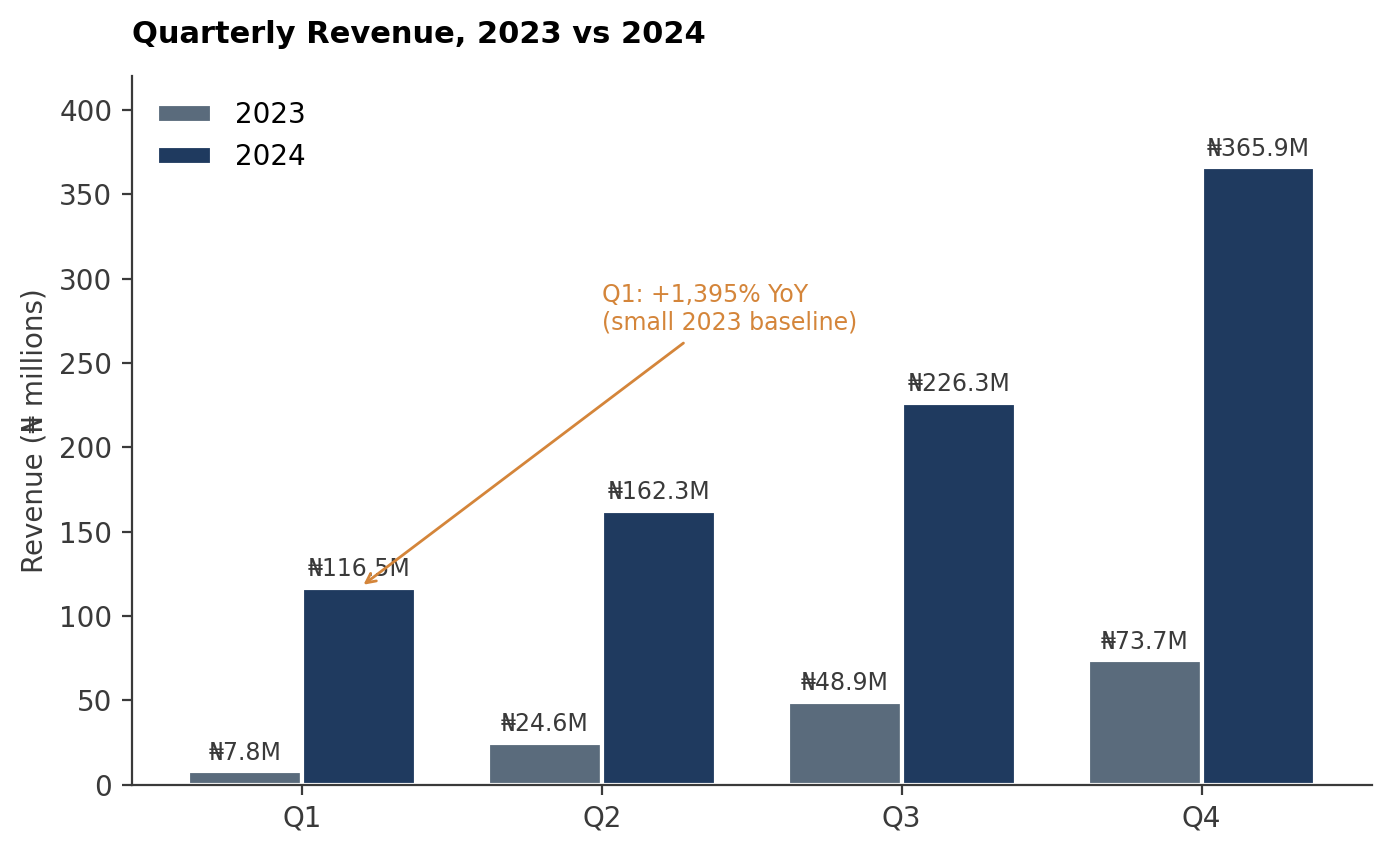 Quarterly Revenue, 2023 vs 2024
2023
2024
Revenue (₦ millions)
400
350
300
250
200
150
100
50
0
₦365.9M
Q1: +1,395% YoY
(small 2023 baseline)
₦226.3M
₦162.3M
₦116.5M
₦73.7M
₦48.9M
₦24.6M
₦7.8M
Q1
Q2
Q3
Q4